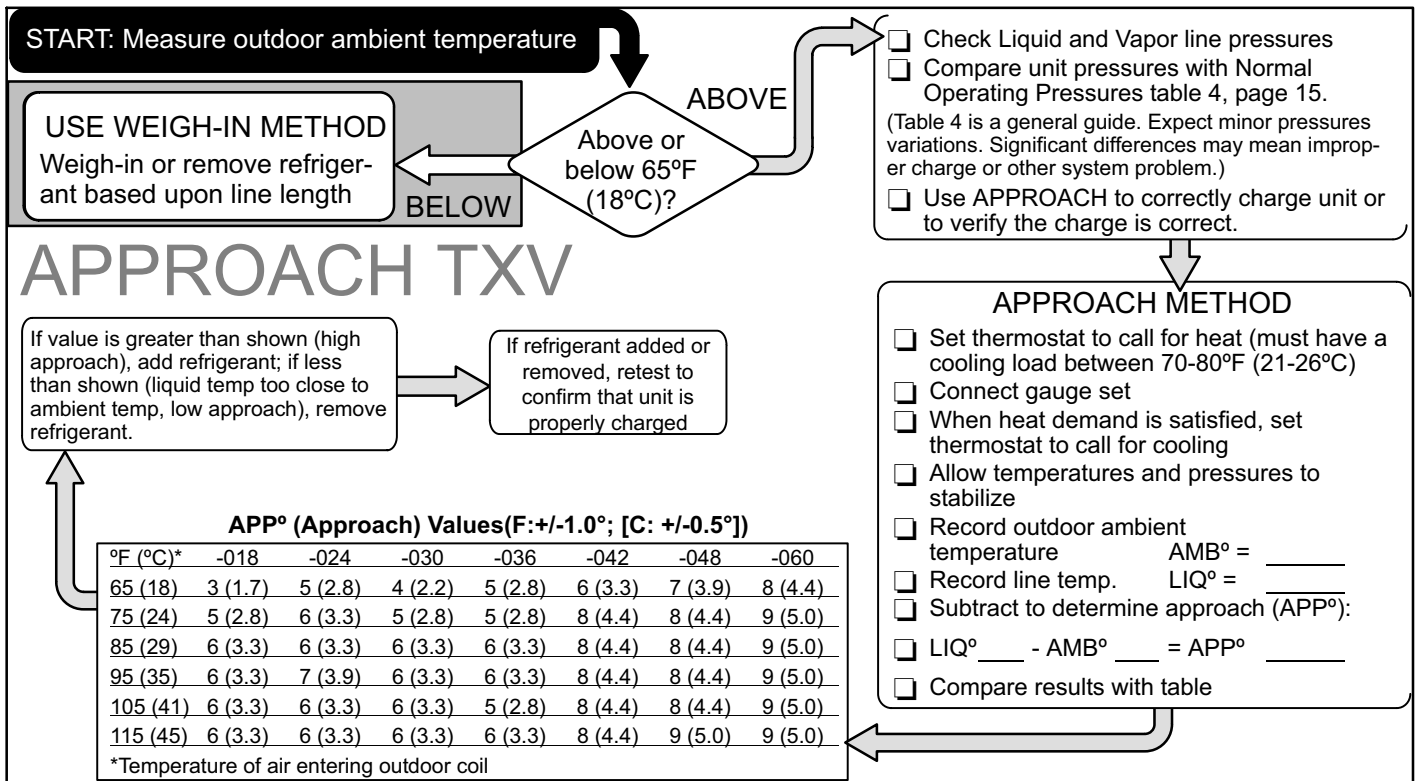 START: Measure outdoor ambient temperature
USE WEIGH-IN METHOD
Weigh-in or remove refriger-
ant based upon line length
BELOW
Above or
below 65ºF
(18ºC)?
ABOVE
❏ Check Liquid and Vapor line pressures
❏ Compare unit pressures with Normal
Operating Pressures table 4, page 15.
(Table 4 is a general guide. Expect minor pressures
variations. Significant differences may mean improp-
er charge or other system problem.)
❏ Use APPROACH to correctly charge unit or
to verify the charge is correct.
APPROACH TXV
APPROACH METHOD
❏ Set thermostat to call for heat (must have a
cooling load between 70-80ºF (21-26ºC)
❏ Connect gauge set
❏ When heat demand is satisfied, set
thermostat to call for cooling
❏ Allow temperatures and pressures to
stabilize
❏ Record outdoor ambient
temperature AMBº = ______
❏ Record line temp. LIQº = ______
❏ Subtract to determine approach (APPº):
❏ LIQº____ - AMBº ____ = APPº ______
❏ Compare results with table
APPº (Approach) Values(F:+/-1.0°; [C: +/-0.5°])
ºF (ºC)* -018 -024 -030 -036 -042 -048 -060
65 (18) 3 (1.7) 5 (2.8) 4 (2.2) 5 (2.8) 6 (3.3) 7 (3.9) 8 (4.4)
75 (24) 5 (2.8) 6 (3.3) 5 (2.8) 5 (2.8) 8 (4.4) 8 (4.4) 9 (5.0)
85 (29) 6 (3.3) 6 (3.3) 6 (3.3) 6 (3.3) 8 (4.4) 8 (4.4) 9 (5.0)
95 (35) 6 (3.3) 7 (3.9) 6 (3.3) 6 (3.3) 8 (4.4) 8 (4.4) 9 (5.0)
105 (41) 6 (3.3) 6 (3.3) 6 (3.3) 5 (2.8) 8 (4.4) 8 (4.4) 9 (5.0)
115 (45) 6 (3.3) 6 (3.3) 6 (3.3) 6 (3.3) 8 (4.4) 9 (5.0) 9 (5.0)
*Temperature of air entering outdoor coil
If value is greater than shown (high
approach), add refrigerant; if less
than shown (liquid temp too close to
ambient temp, low approach), remove
refrigerant.
If refrigerant added or
removed, retest to
confirm that unit is
properly charged